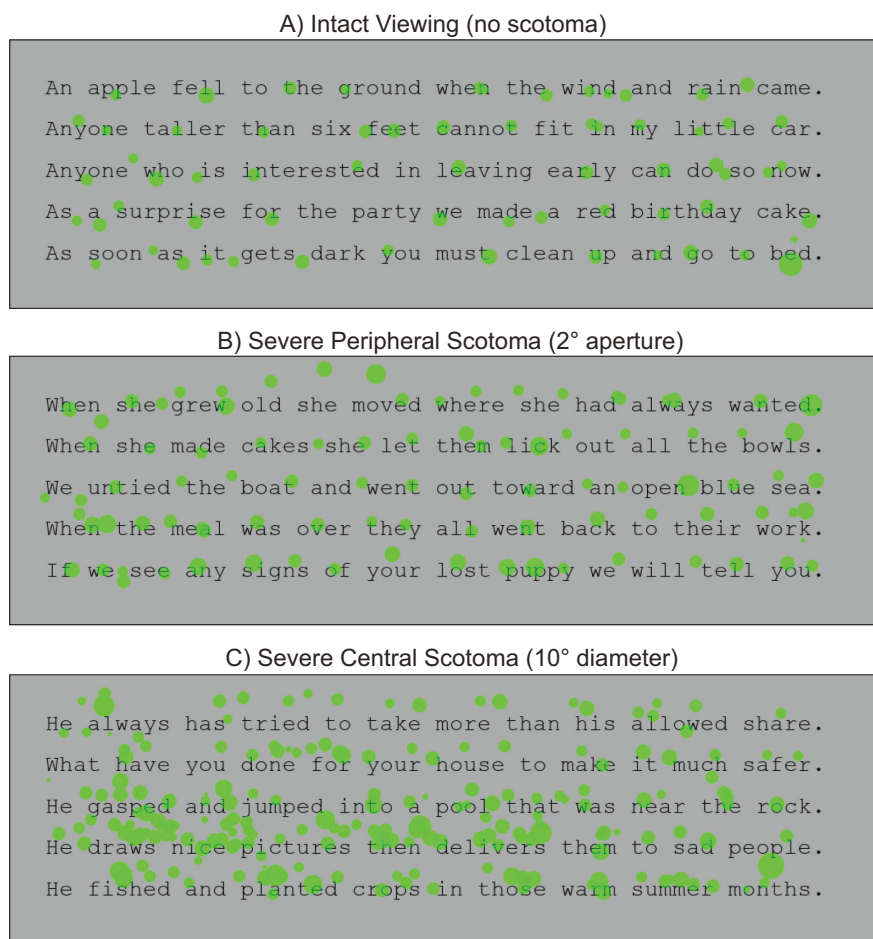 A) Intact Viewing (no scotoma)
An apple fell to the ground when the wind and rain came.
Anyone taller than six feet cannot fit in my little car.
Anyone who is interested in leaving early can do so now.
As a surprise for the party we made a red birthday cake.
As soon as it gets dark you must clean up and go to bed.
B) Severe Peripheral Scotoma (2° aperture)
When she grew old she moved where she had always wanted.
When she made cakes she let them lick out all the bowls.
We untied the boat and went out toward an open blue sea.
When the meal was over they all went back to their work.
If we see any signs of your lost puppy we will tell you.
C) Severe Central Scotoma (10° diameter)
He always has tried to take more than his allowed share.
What have you done for your house to make it much safer.
He gasped and jumped into a pool that was near the rock.
He draws nice pictures then delivers them to sad people.
He fished and planted crops in those warm summer months.